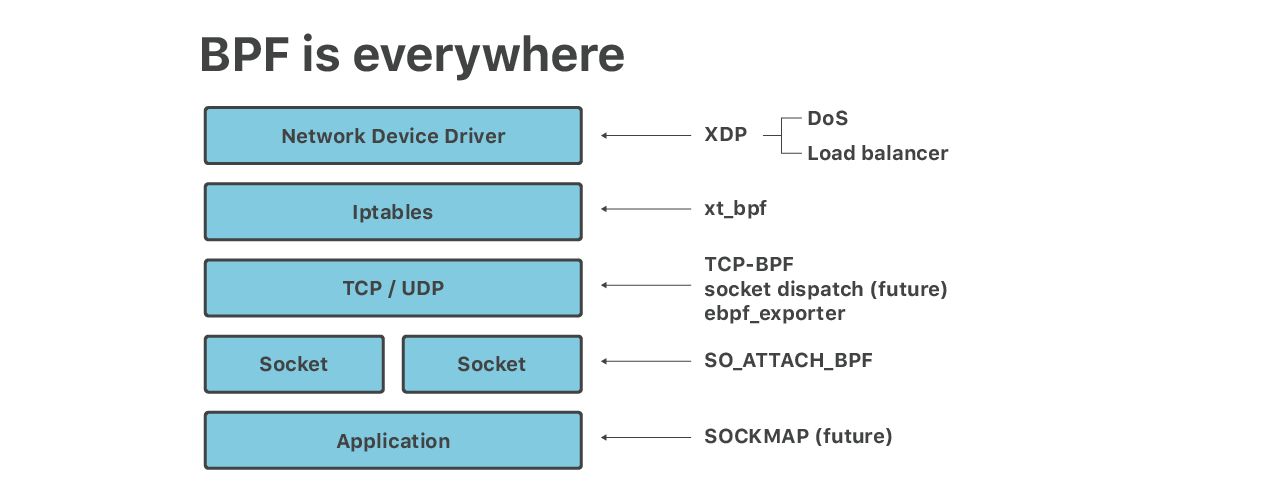 BPF is everywhere
Network Device Driver
XDP
DoS
Load balancer
Iptables
xt_bpf
TCP / UDP
TCP-BPF
socket dispatch (future)
ebpf_exporter
Socket
Socket
SO_ATTACH_BPF
Application
SOCKMAP (future)